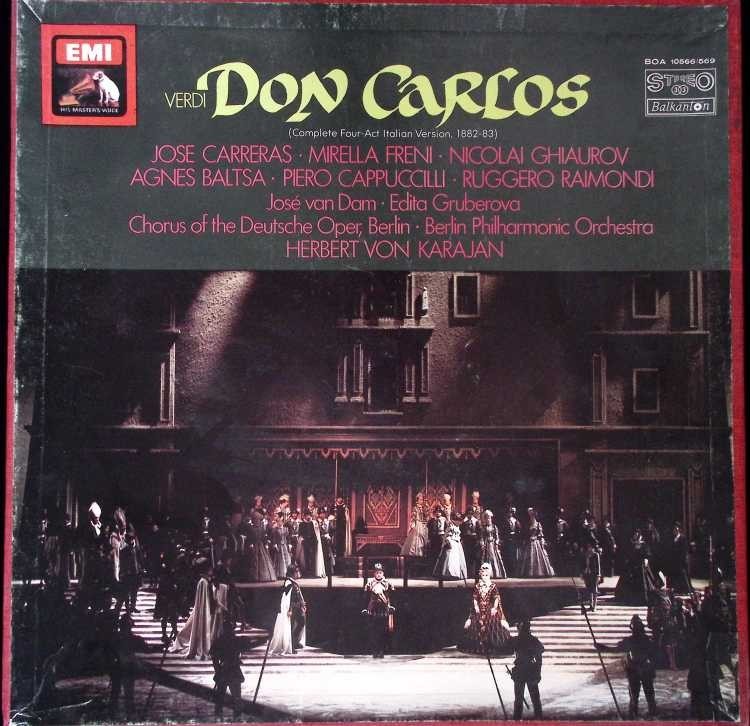 EMI
HIS MASTER'S VOICE
BOA 10566/569
STEREO
33
Balkanton
VERDI DON CARLOS
(Complete Four-Act Italian Version, 1882-83)
JOSE CARRERAS · MIRELLA FRENI · NICOLAI GHIAUROV
AGNES BALTSA · PIERO CAPPUCCILLI · RUGGERO RAIMONDI
José van Dam · Edita Gruberova
Chorus of the Deutsche Oper, Berlin · Berlin Philharmonic Orchestra
HERBERT VON KARAJAN